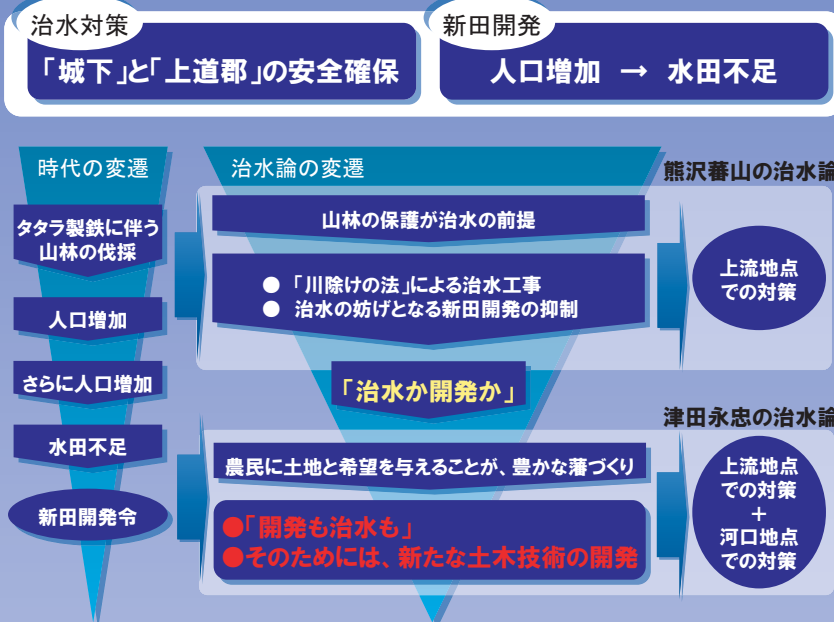 治水対策
「城下」と「上道郡」の安全確保
新田開発
人口増加 → 水田不足
時代の変遷
タタラ製鉄に伴う
山林の伐採
人口増加
さらに人口増加
水田不足
新田開発令
治水論の変遷
山林の保護が治水の前提
● 「川除けの法」による治水工事
● 治水の妨げとなる新田開発の抑制
「治水か開発か」
農民に土地と希望を与えることが、豊かな藩づくり
●「開発も治水も」
●そのためには、新たな土木技術の開発
熊沢蕃山の治水論
上流地点
での対策
津田永忠の治水論
上流地点
での対策
+
河口地点
での対策